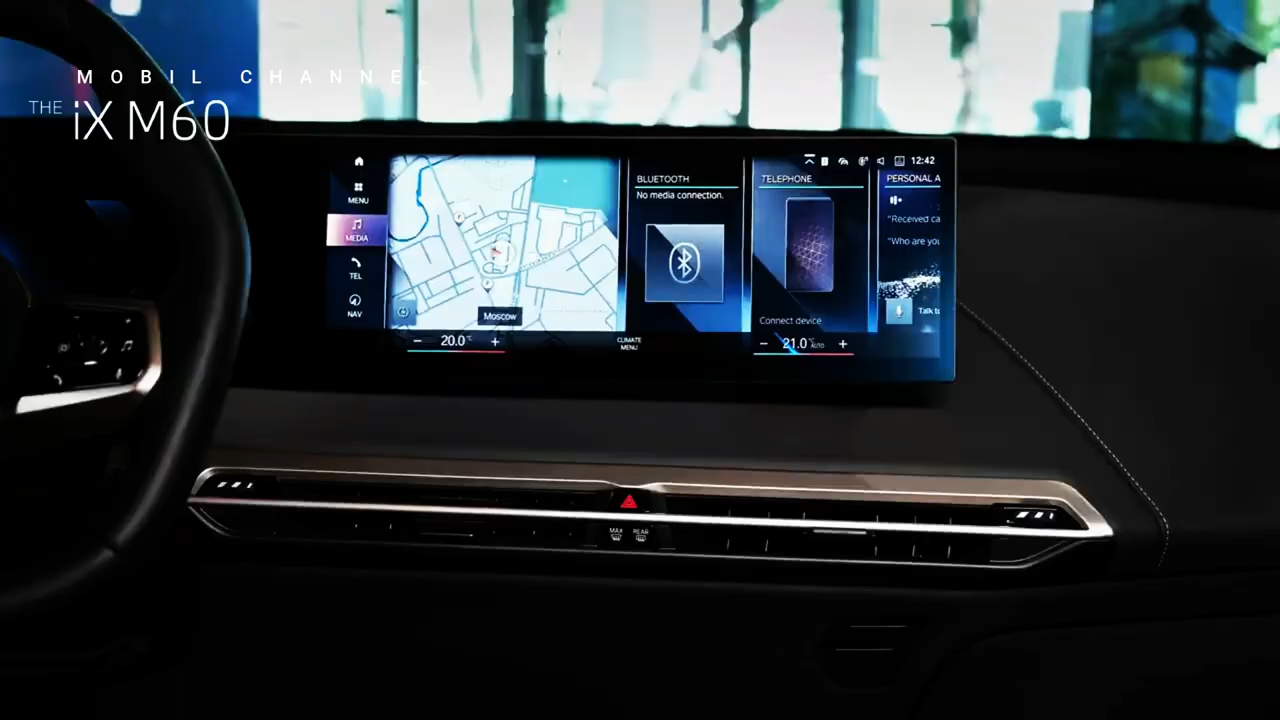 MOBIL CHANNEL
THE iX M60
12:42
MENU
MEDIA
TEL
NAV
Moscow
BLUETOOTH
No media connection.
TELEPHONE
Connect device
PERSONAL A
"Received ca
"Who are you
Talk to
20.0°C
CLIMATE
MENU
21.0°C AUTO
MAX REAR